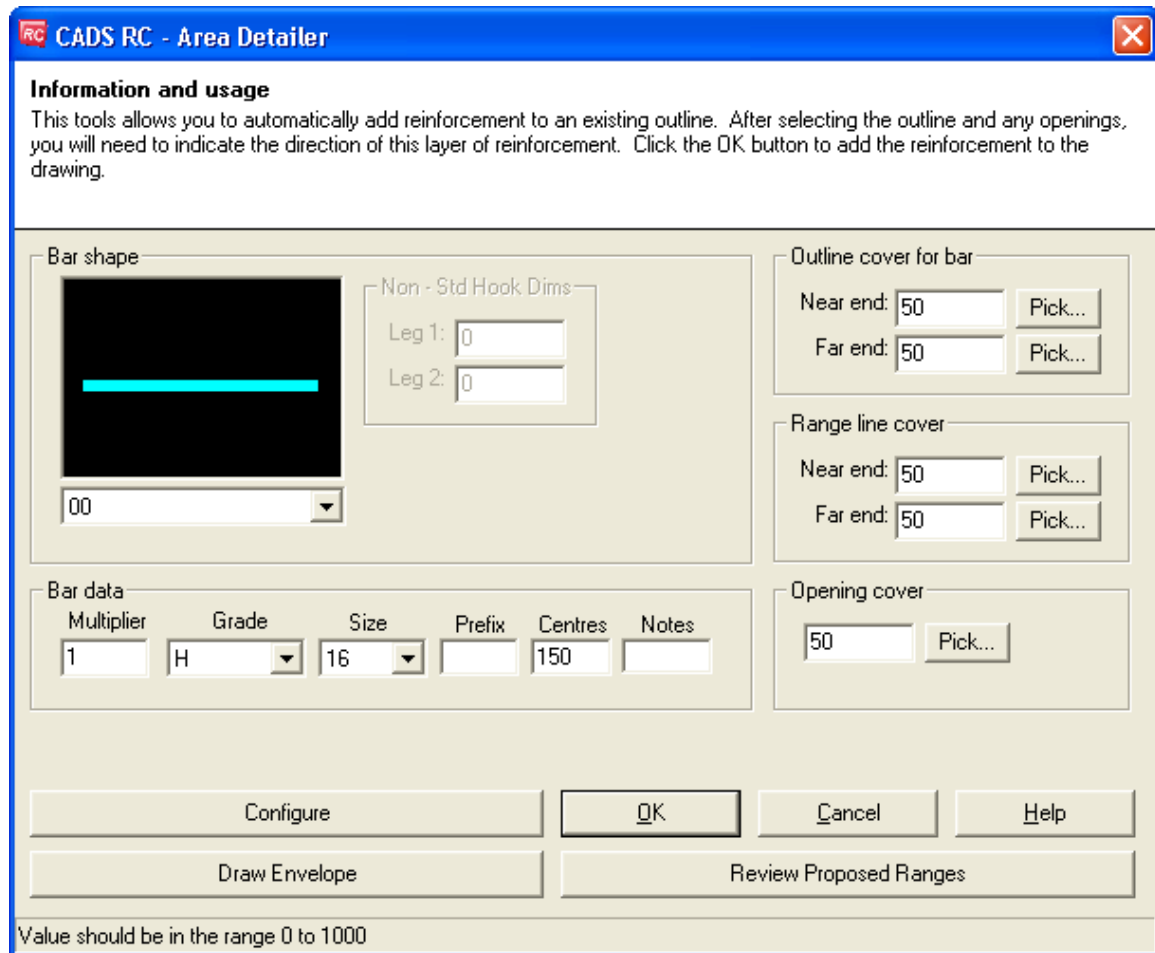 RC CADS RC - Area Detailer
Information and usage
This tools allows you to automatically add reinforcement to an existing outline. After selecting the outline and any openings,
you will need to indicate the direction of this layer of reinforcement. Click the OK button to add the reinforcement to the
drawing.
Bar shape
Non - Std Hook Dims
Leg 1: 0
Leg 2: 0
00
Outline cover for bar
Near end: 50 Pick...
Far end: 50 Pick...
Range line cover
Near end: 50 Pick...
Far end: 50 Pick...
Bar data
Multiplier Grade Size Prefix Centres Notes
1 H 16 150
Opening cover
50 Pick...
Configure OK Cancel Help
Draw Envelope Review Proposed Ranges
Value should be in the range 0 to 1000